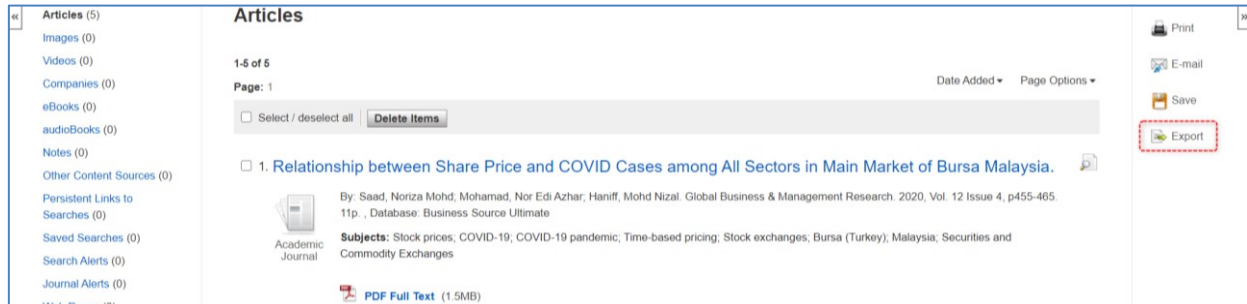 «
Articles (5)
Images (0)
Videos (0)
Companies (0)
eBooks (0)
audioBooks (0)
Notes (0)
Other Content Sources (0)
Persistent Links to
Searches (0)
Saved Searches (0)
Search Alerts (0)
Journal Alerts (0)
Articles
1-5 of 5
Page: 1
Date Added Page Options
Select / deselect all Delete Items
1. Relationship between Share Price and COVID Cases among All Sectors in Main Market of Bursa Malaysia.
By: Saad, Noriza Mohd; Mohamad, Nor Edi Azhar; Haniff, Mohd Nizal. Global Business & Management Research. 2020, Vol. 12 Issue 4, p455-465.
11p. , Database: Business Source Ultimate
Academic
Journal
Subjects: Stock prices; COVID-19; COVID-19 pandemic; Time-based pricing; Stock exchanges; Bursa (Turkey); Malaysia; Securities and
Commodity Exchanges
PDF Full Text (1.5MB)
»
Print
E-mail
Save
Export